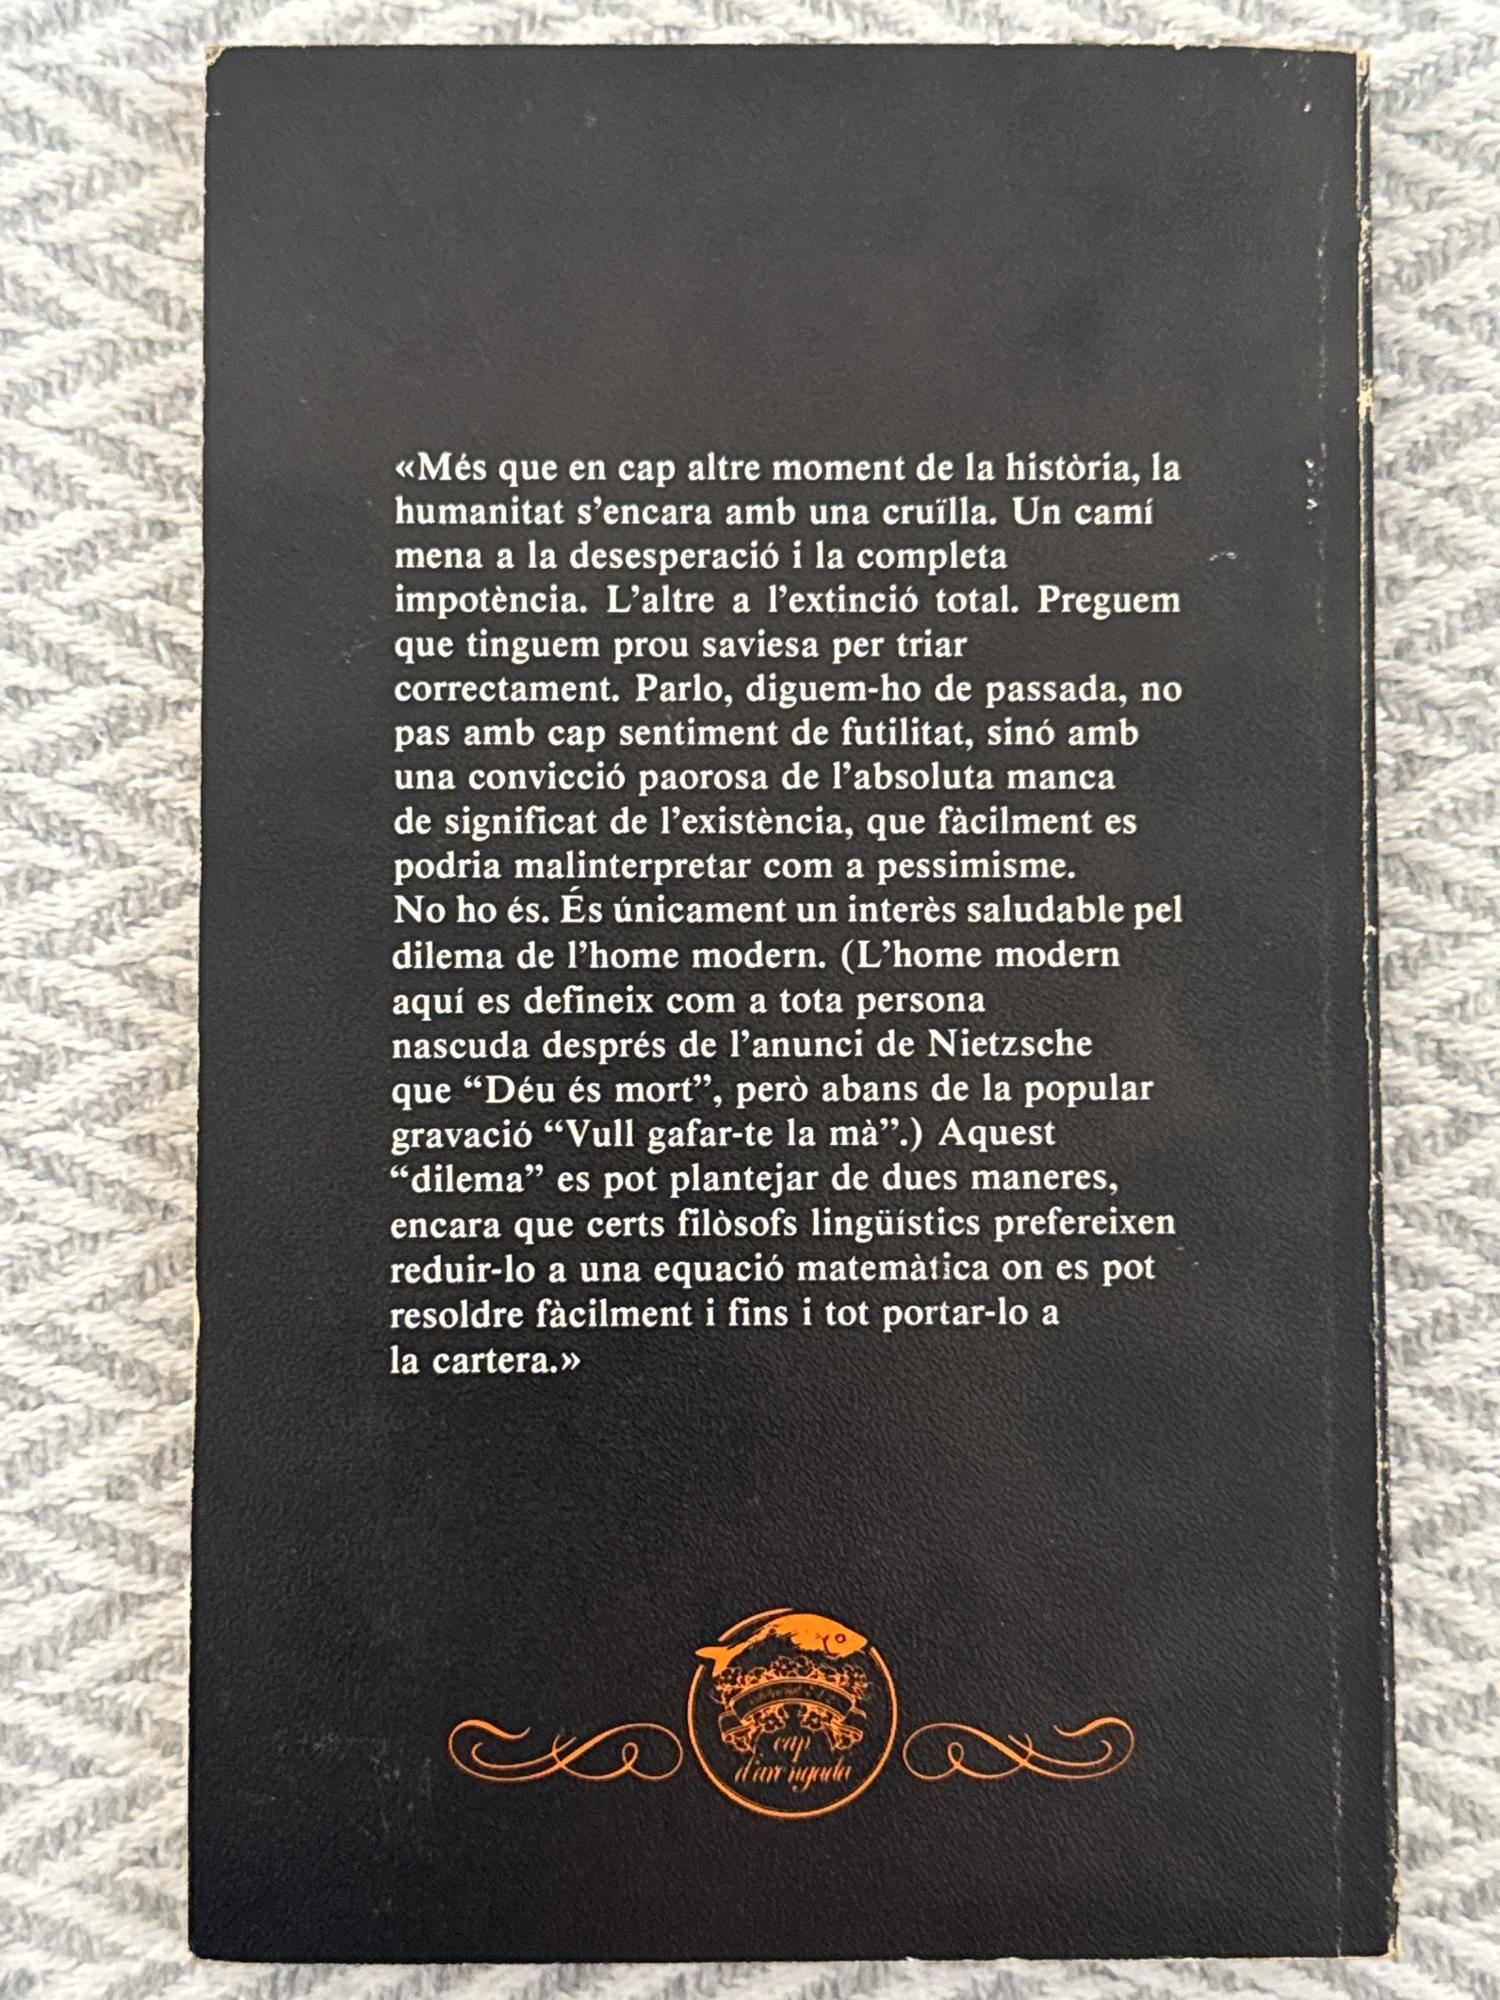 «Més que en cap altre moment de la història, la
humanitat s’encara amb una cruïlla. Un camí
mena a la desesperació i la completa
impotència. L’altre a l’extinció total. Preguem
que tinguem prou saviesa per triar
correctament. Parlo, diguem-ho de passada, no
pas amb cap sentiment de futilitat, sinó amb
una convicció paorosa de l’absoluta manca
de significat de l’existència, que fàcilment es
podria malinterpretar com a pessimisme.
No ho és. És únicament un interès saludable pel
dilema de l’home modern. (L’home modern
aquí es defineix com a tota persona
nascuda després de l’anunci de Nietzsche
que “Déu és mort”, però abans de la popular
gravació “Vull gafar-te la mà”.) Aquest
“dilema” es pot plantejar de dues maneres,
encara que certs filòsofs lingüístics prefereixen
reduir-lo a una equació matemàtica on es pot
resoldre fàcilment i fins i tot portar-lo a
la cartera.»
cap